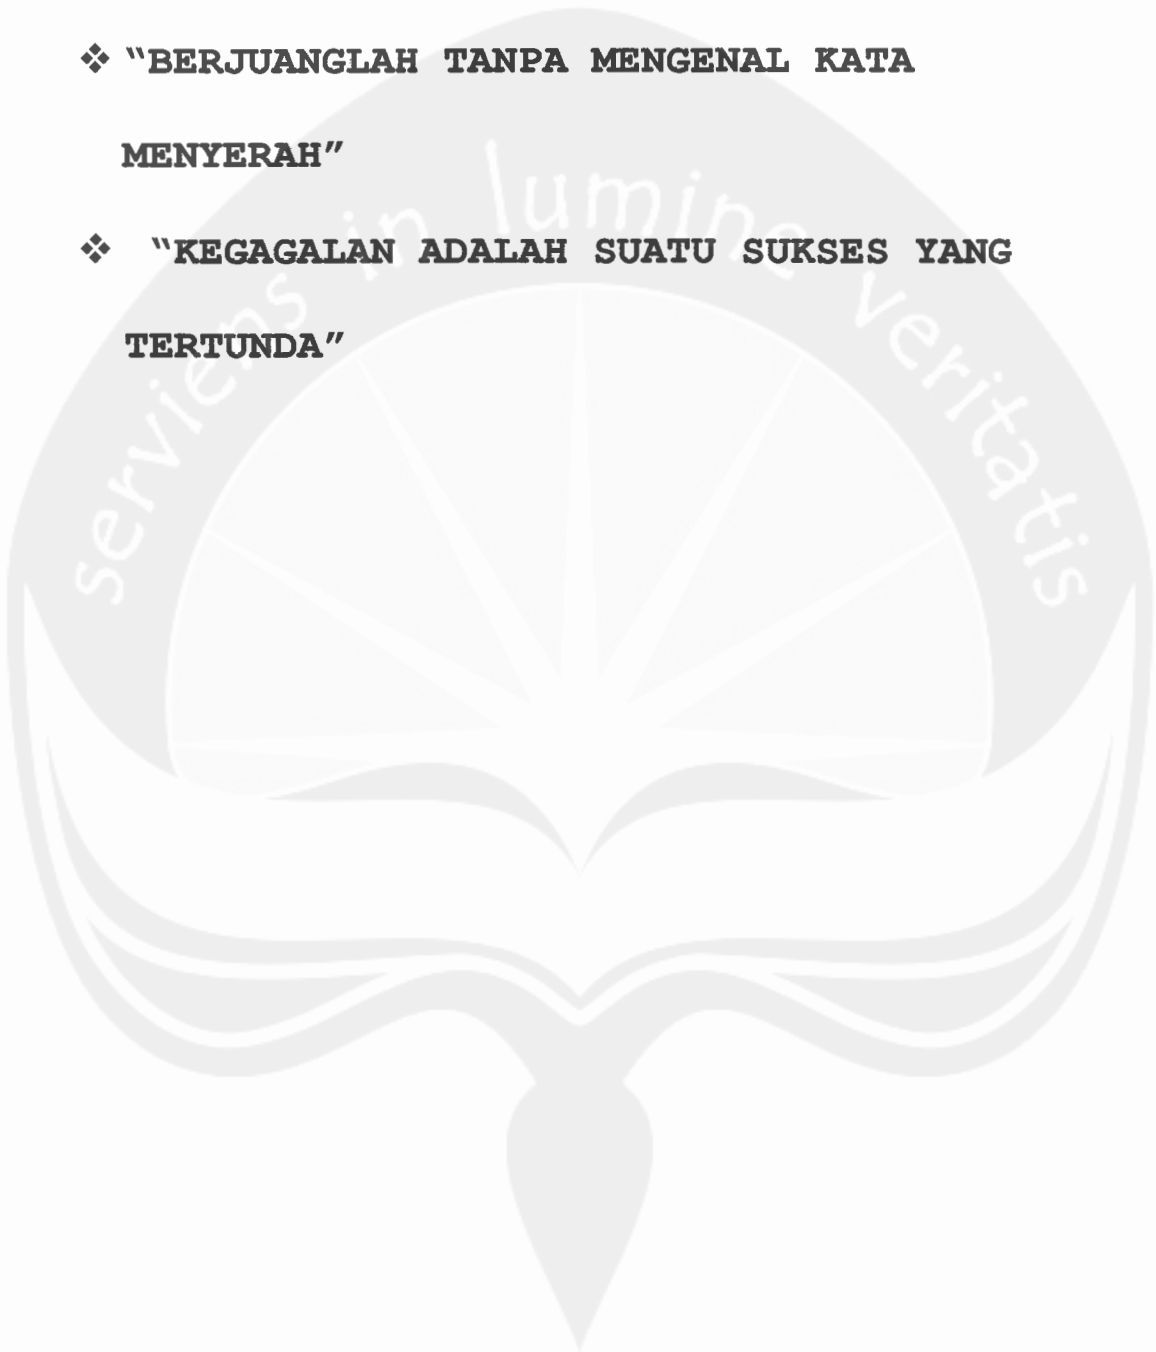 ❖ "BERJUANGLAH TANPA MENGENAL KATA
MENYERAH"
❖ "KEGAGALAN ADALAH SUATU SUKSES YANG
TERTUNDA"
serviens in lumine veritatis